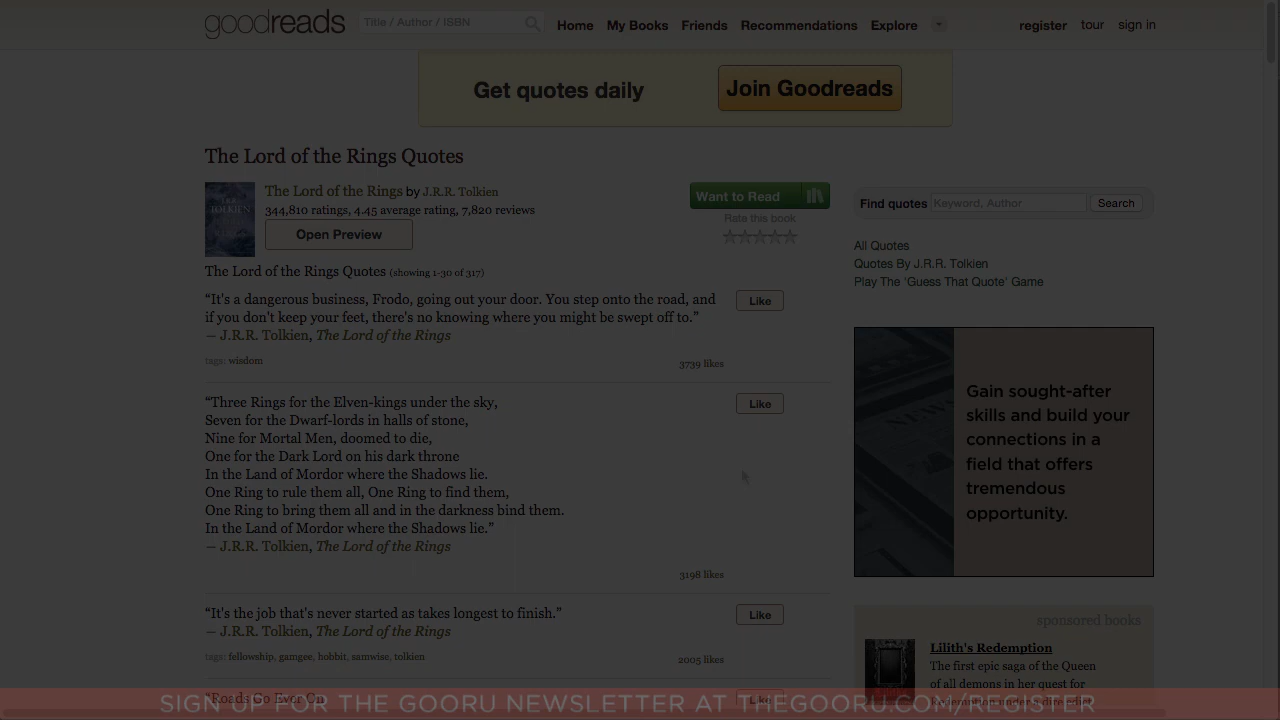 goodreads
Title / Author / ISBN
Home My Books Friends Recommendations Explore
register tour sign in
Get quotes daily
Join Goodreads
The Lord of the Rings Quotes
The Lord of the Rings by J.R.R. Tolkien
344,810 ratings, 4.45 average rating, 7,820 reviews
Open Preview
Want to Read
Rate this book
The Lord of the Rings Quotes (showing 1-30 of 317)
“It's a dangerous business, Frodo, going out your door. You step onto the road, and
if you don't keep your feet, there's no knowing where you might be swept off to.”
― J.R.R. Tolkien, The Lord of the Rings
tags: wisdom
3739 likes
Like
“Three Rings for the Elven-kings under the sky,
Seven for the Dwarf-lords in halls of stone,
Nine for Mortal Men, doomed to die,
One for the Dark Lord on his dark throne
In the Land of Mordor where the Shadows lie.
One Ring to rule them all, One Ring to find them,
One Ring to bring them all and in the darkness bind them.
In the Land of Mordor where the Shadows lie.”
― J.R.R. Tolkien, The Lord of the Rings
3198 likes
Like
“It's the job that's never started as takes longest to finish.”
― J.R.R. Tolkien, The Lord of the Rings
tags: fellowship, gamgee, hobbit, samwise, tolkien
2005 likes
Like
“Roads Go Ever On
Like
Find quotes
Keyword, Author
Search
All Quotes
Quotes By J.R.R. Tolkien
Play The 'Guess That Quote' Game
NEWS
Gain sought-after
skills and build your
connections in a
field that offers
tremendous
opportunity.
sponsored books
Lilith's Redemption
The first epic saga of the Queen
of all demons in her quest for
SIGN UP FOR THE GOORU NEWSLETTER AT THEGOORU.COM/REGISTER